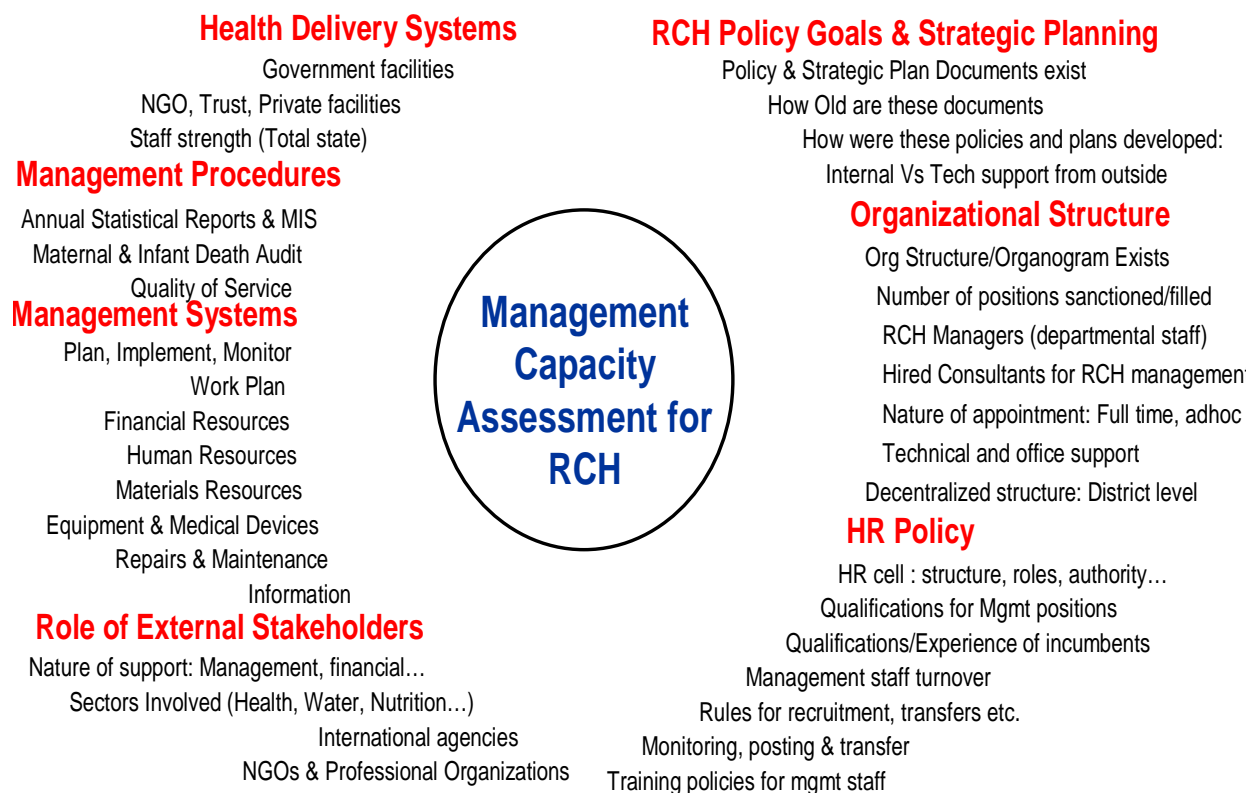 Health Delivery Systems
Government facilities
NGO, Trust, Private facilities
Staff strength (Total state)
Management Procedures
Annual Statistical Reports & MIS
Maternal & Infant Death Audit
Quality of Service
Management Systems
Plan, Implement, Monitor
Work Plan
Financial Resources
Human Resources
Materials Resources
Equipment & Medical Devices
Repairs & Maintenance
Information
Role of External Stakeholders
Nature of support: Management, financial…
Sectors Involved (Health, Water, Nutrition…)
International agencies
NGOs & Professional Organizations
Management
Capacity
Assessment for
RCH
RCH Policy Goals & Strategic Planning
Policy & Strategic Plan Documents exist
How Old are these documents
How were these policies and plans developed:
Internal Vs Tech support from outside
Organizational Structure
Org Structure/Organogram Exists
Number of positions sanctioned/filled
RCH Managers (departmental staff)
Hired Consultants for RCH management
Nature of appointment: Full time, adhoc
Technical and office support
Decentralized structure: District level
HR Policy
HR cell : structure, roles, authority…
Qualifications for Mgmt positions
Qualifications/Experience of incumbents
Management staff turnover
Rules for recruitment, transfers etc.
Monitoring, posting & transfer
Training policies for mgmt staff